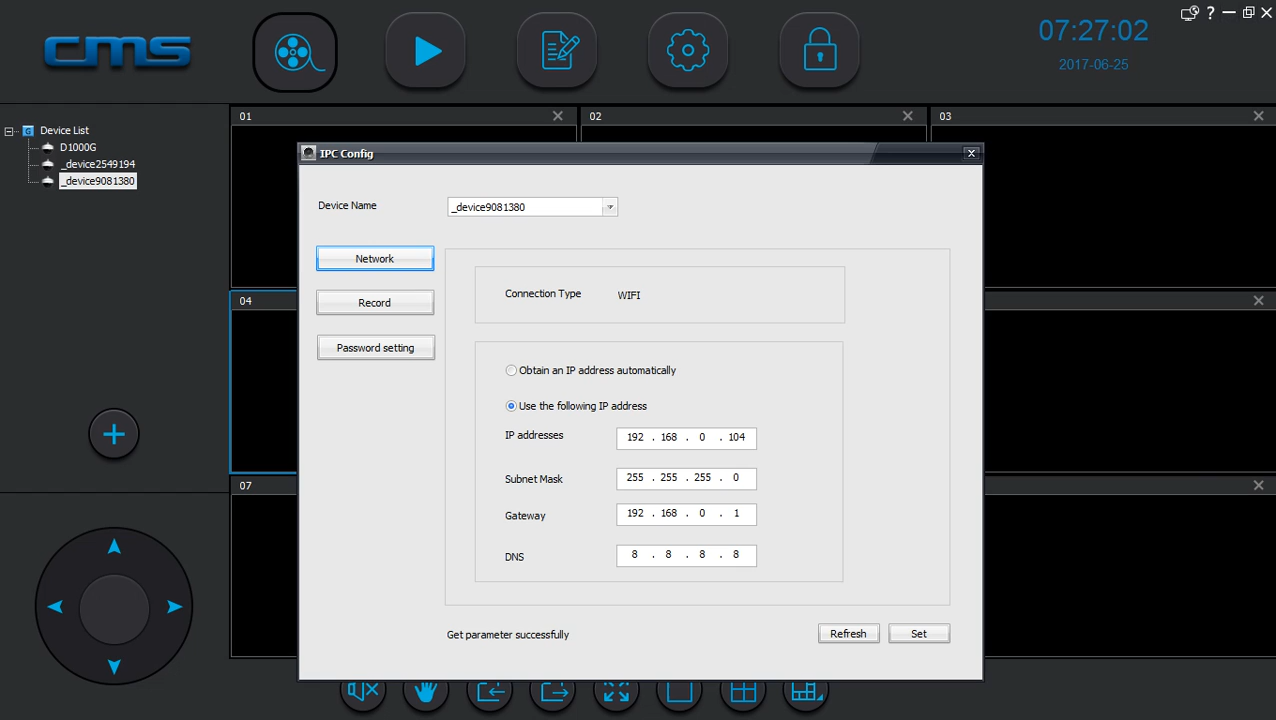 cms
07:27:02
2017-06-25
?
Device List
D1000G
_device2549194
_device9081380
01
02
03
04
07
IPC Config
Device Name
_device9081380
Network
Record
Password setting
Connection Type WIFI
Obtain an IP address automatically
Use the following IP address
IP addresses 192 . 168 . 0 . 104
Subnet Mask 255 . 255 . 255 . 0
Gateway 192 . 168 . 0 . 1
DNS 8 . 8 . 8 . 8
Get parameter successfully
Refresh
Set